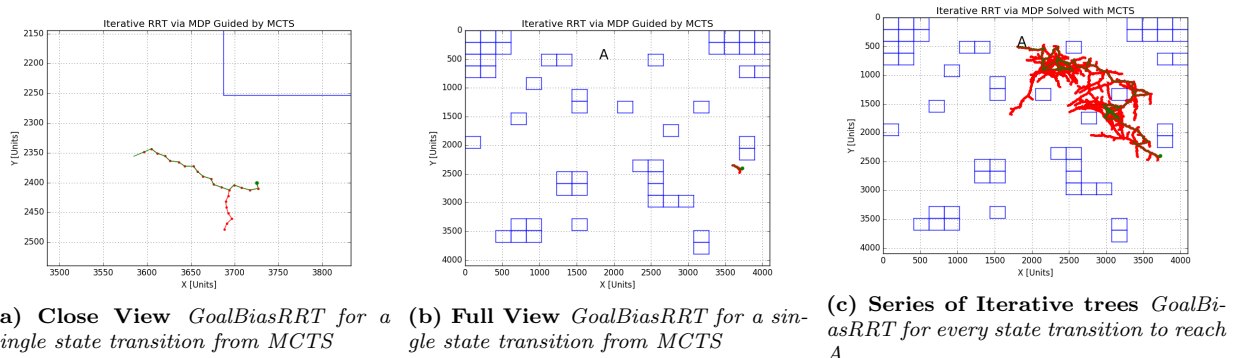 Iterative RRT via MDP Guided by MCTS
2150
2200
2250
2300
2350
2400
2450
2500
Y [Units]
3500 3550 3600 3650 3700 3750 3800
X [Units]
a) Close View GoalBiasRRT for a
ingle state transition from MCTS
Iterative RRT via MDP Guided by MCTS
A
0
500
1000
1500
2000
2500
3000
3500
4000
Y [Units]
0 500 1000 1500 2000 2500 3000 3500 4000
X [Units]
(b) Full View GoalBiasRRT for a sin-
gle state transition from MCTS
Iterative RRT via MDP Solved with MCTS
A
0
500
1000
1500
2000
2500
3000
3500
4000
Y [Units]
0 500 1000 1500 2000 2500 3000 3500 4000
X [Units]
(c) Series of Iterative trees GoalBi-
asRRT for every state transition to reach
A